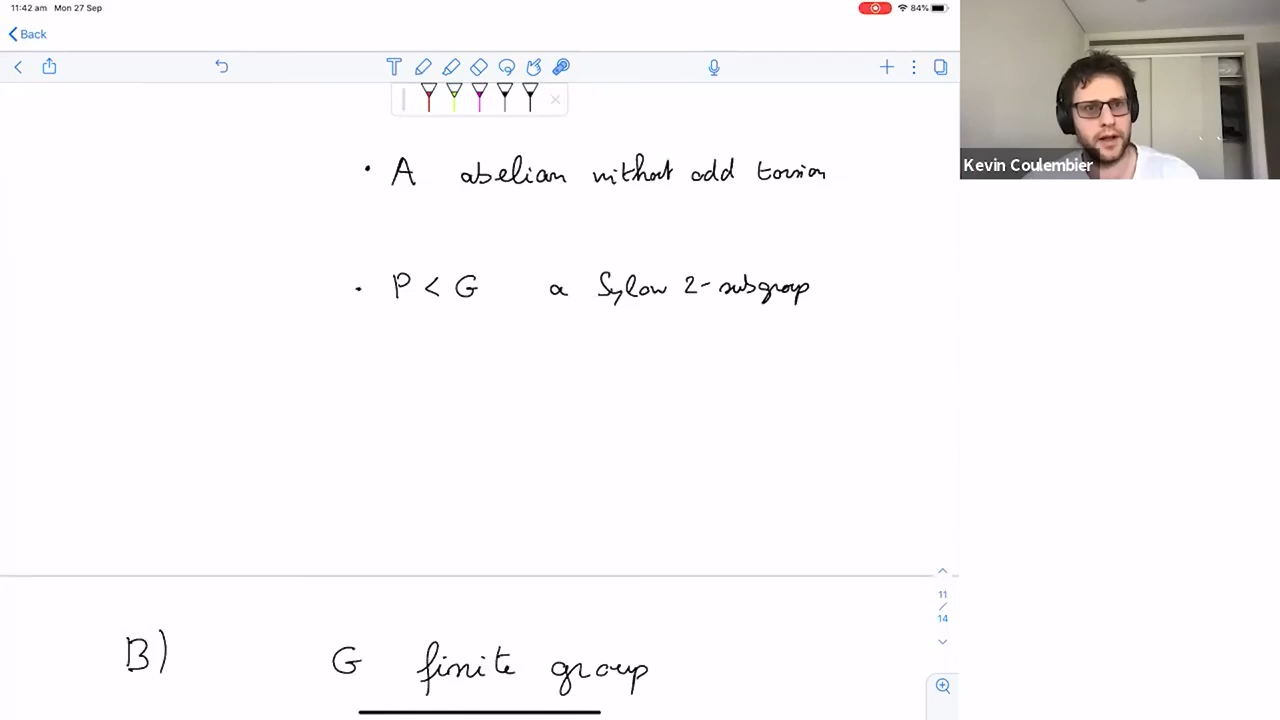 11:42 am Mon 27 Sep
84%
Back
T
• A abelian without odd torsion
Kevin Coulembier
• P < G a Sylow 2-subgroup
11
/
14
B) G finite group